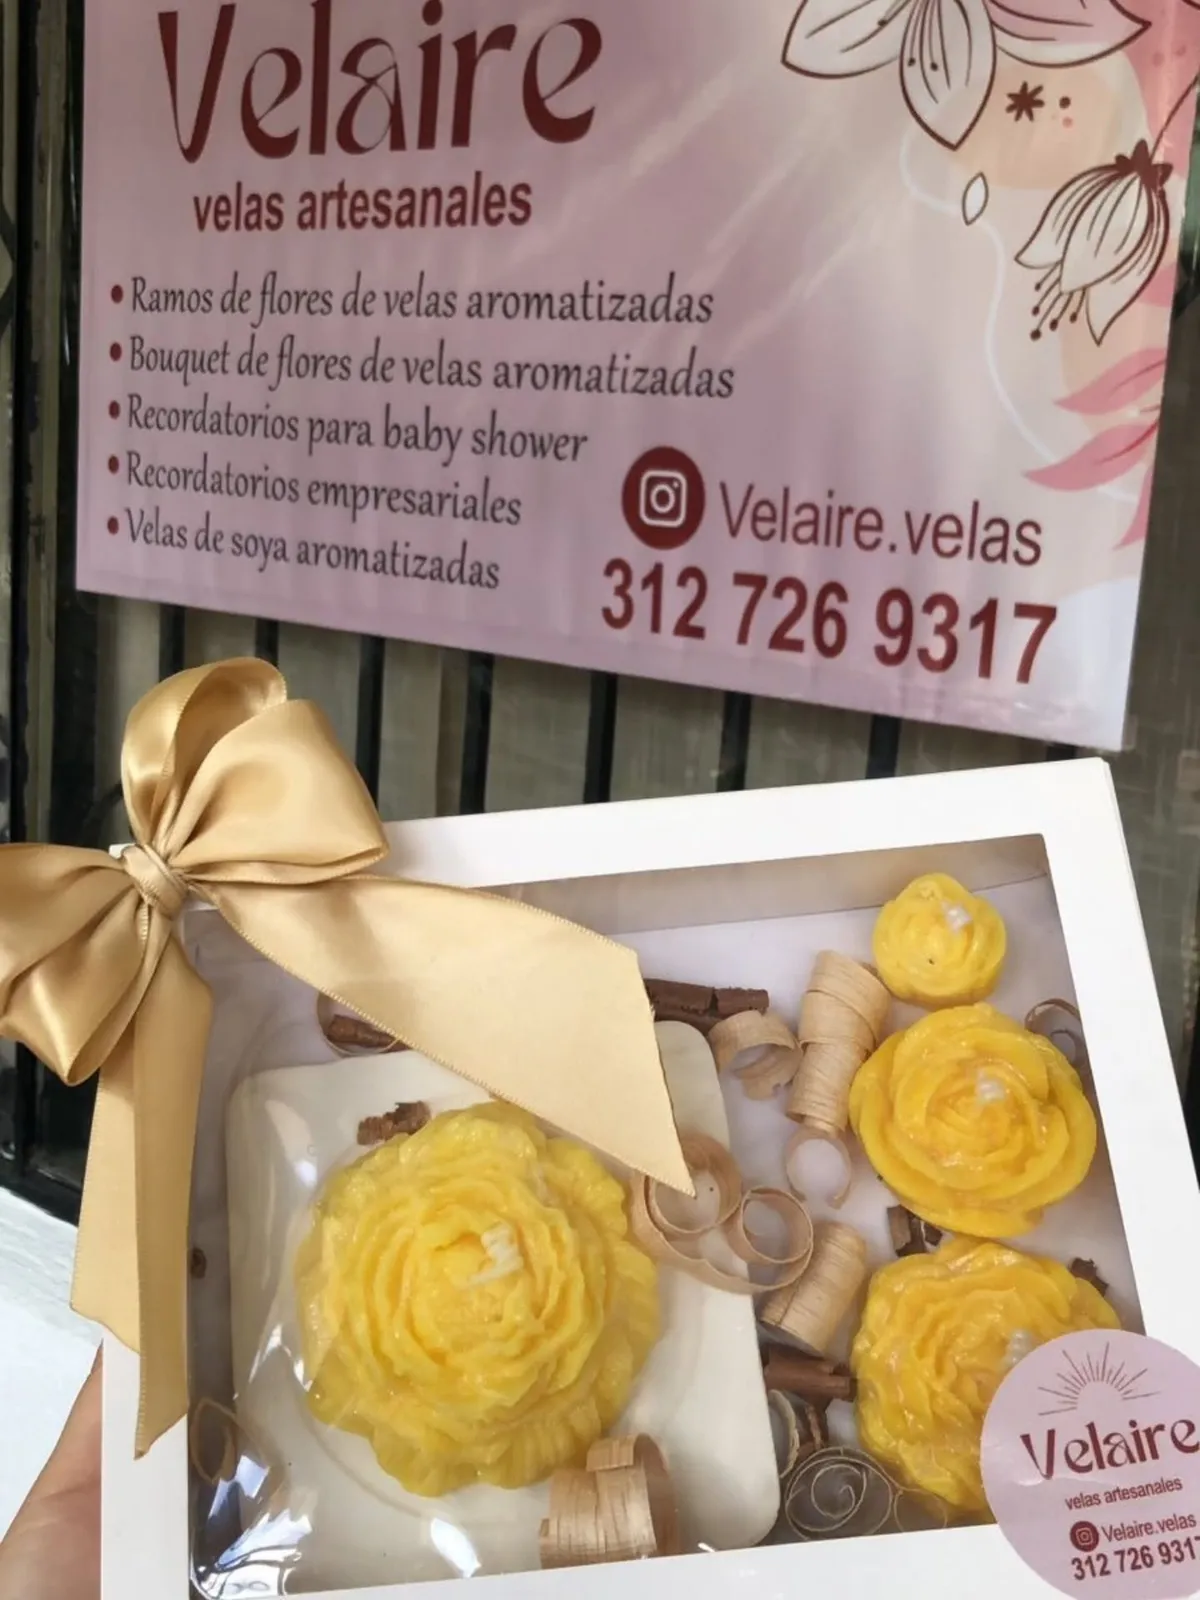 Velaire
velas artesanales
• Ramos de flores de velas aromatizadas
• Bouquet de flores de velas aromatizadas
• Recordatorios para baby shower
• Recordatorios empresariales
• Velas de soya aromatizadas
Velaire.velas
312 726 9317
Velaire
velas artesanales
Velaire.velas
312 726 9317